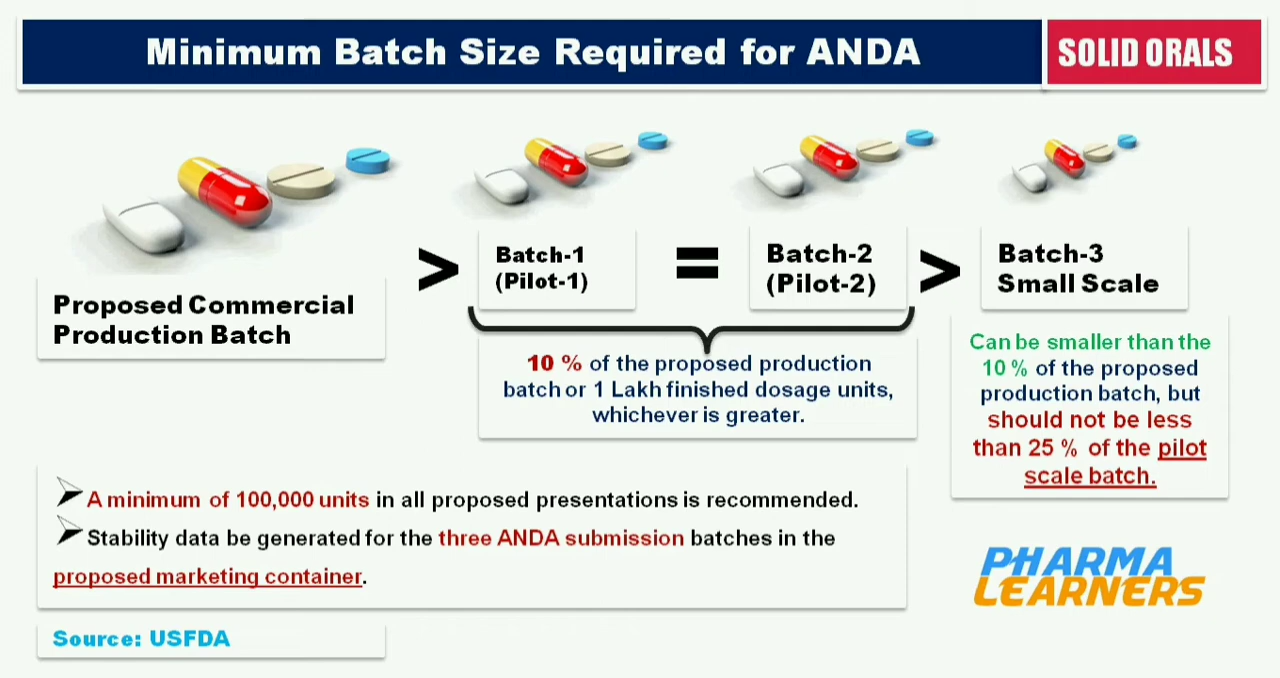 Minimum Batch Size Required for ANDA
SOLID ORALS
Proposed Commercial
Production Batch
>
Batch-1
(Pilot-1)
=
Batch-2
(Pilot-2)
>
Batch-3
Small Scale
10 % of the proposed production
batch or 1 Lakh finished dosage units,
whichever is greater.
Can be smaller than the
10 % of the proposed
production batch, but
should not be less
than 25 % of the pilot
scale batch.
➢ A minimum of 100,000 units in all proposed presentations is recommended.
➢ Stability data be generated for the three ANDA submission batches in the
proposed marketing container.
PHARMA
LEARNERS
Source: USFDA